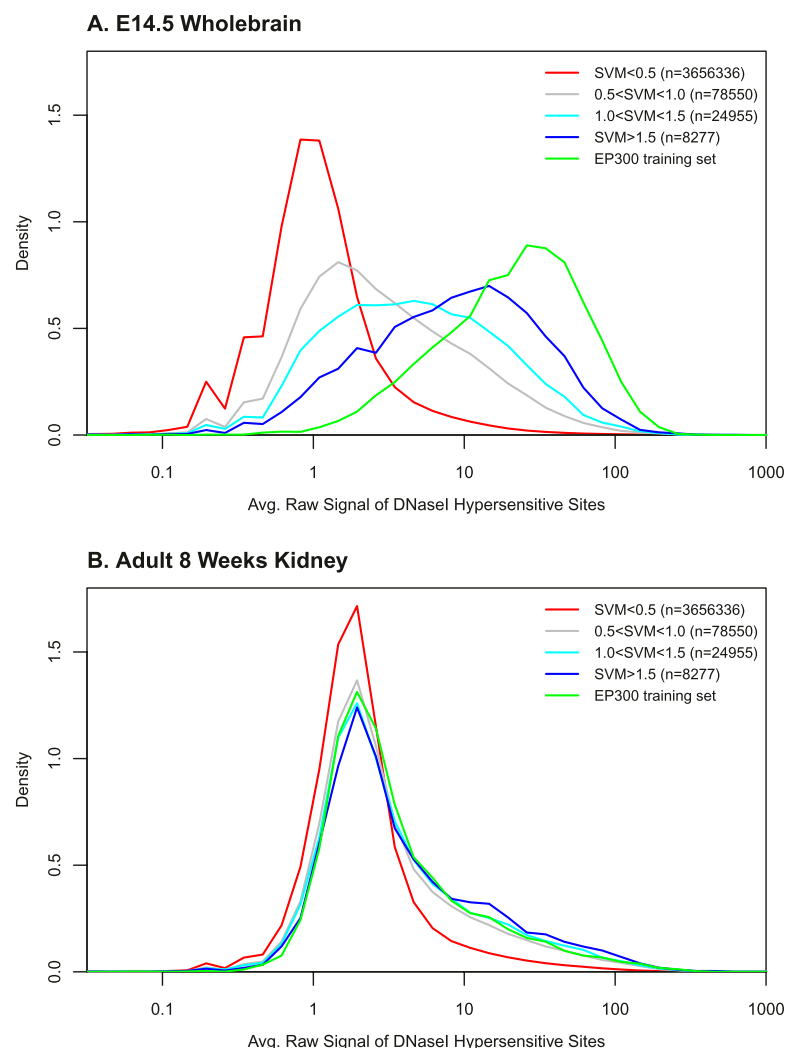 A. E14.5 Wholebrain
SVM<0.5 (n=3656336)
0.5<SVM<1.0 (n=78550)
1.0<SVM<1.5 (n=24955)
SVM>1.5 (n=8277)
EP300 training set
Density
1.5
1.0
0.5
0.0
0.1 1 10 100 1000
Avg. Raw Signal of DNaseI Hypersensitive Sites
B. Adult 8 Weeks Kidney
SVM<0.5 (n=3656336)
0.5<SVM<1.0 (n=78550)
1.0<SVM<1.5 (n=24955)
SVM>1.5 (n=8277)
EP300 training set
Density
1.5
1.0
0.5
0.0
0.1 1 10 100 1000
Avg. Raw Signal of DNaseI Hypersensitive Sites